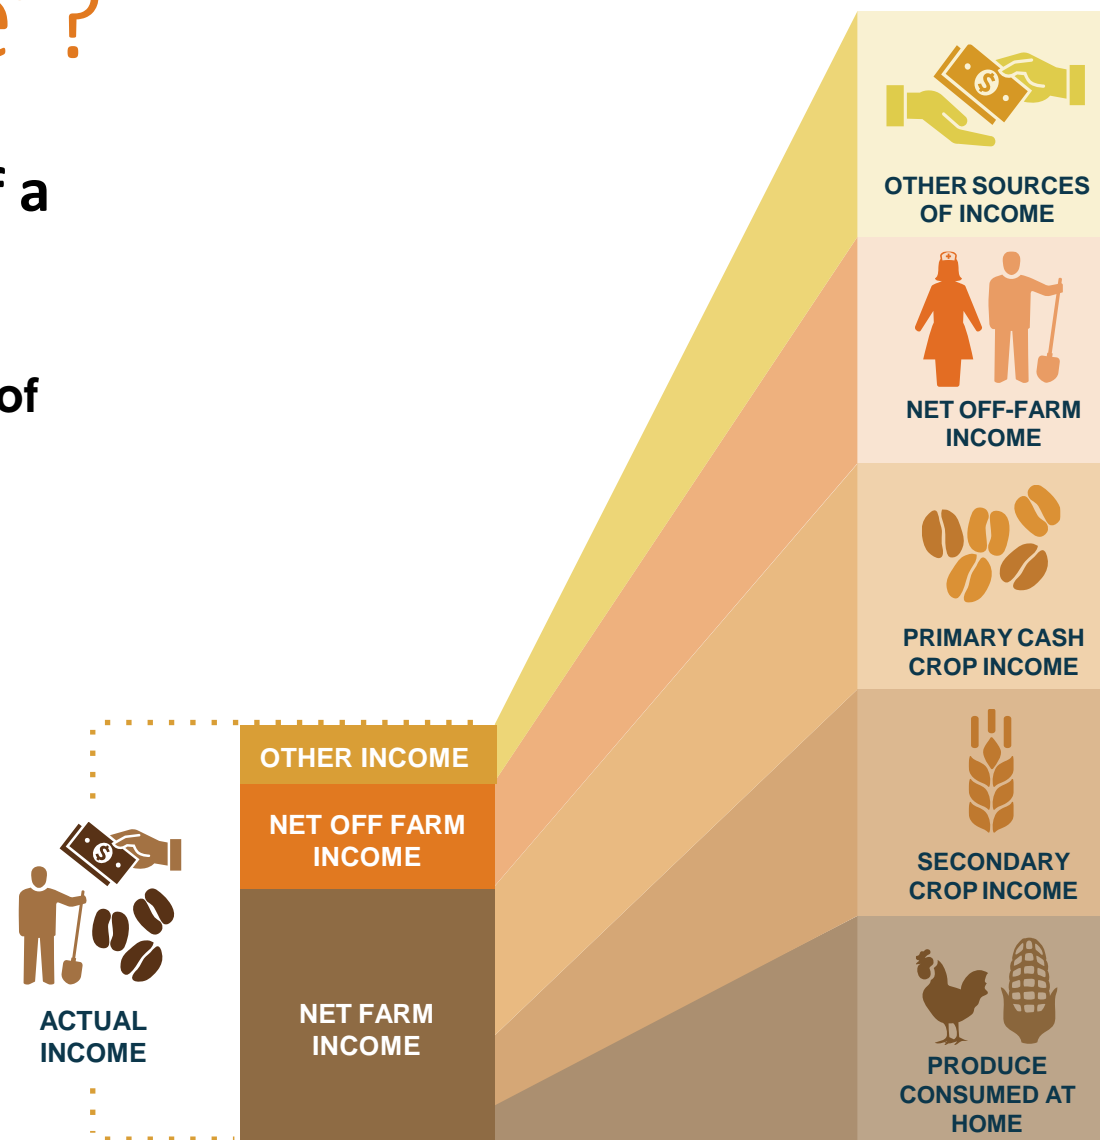 e ?
f a
of
OTHER SOURCES
OF INCOME
NET OFF-FARM
INCOME
PRIMARY CASH
CROP INCOME
OTHER INCOME
NET OFF FARM
INCOME
SECONDARY
CROP INCOME
NET FARM
INCOME
ACTUAL
INCOME
PRODUCE
CONSUMED AT
HOME